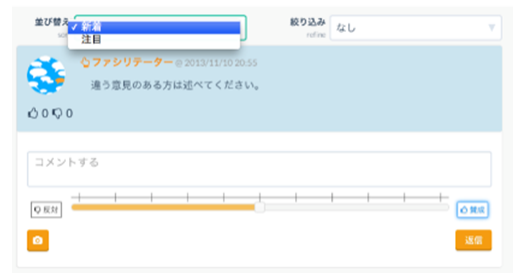 並び替え
✓ 新着
注目
絞り込み
refine
なし
ファシリテーター @ 2013/11/10 20:55
違う意見のある方は述べてください。
0 0
コメントする
反対
賛成
返信